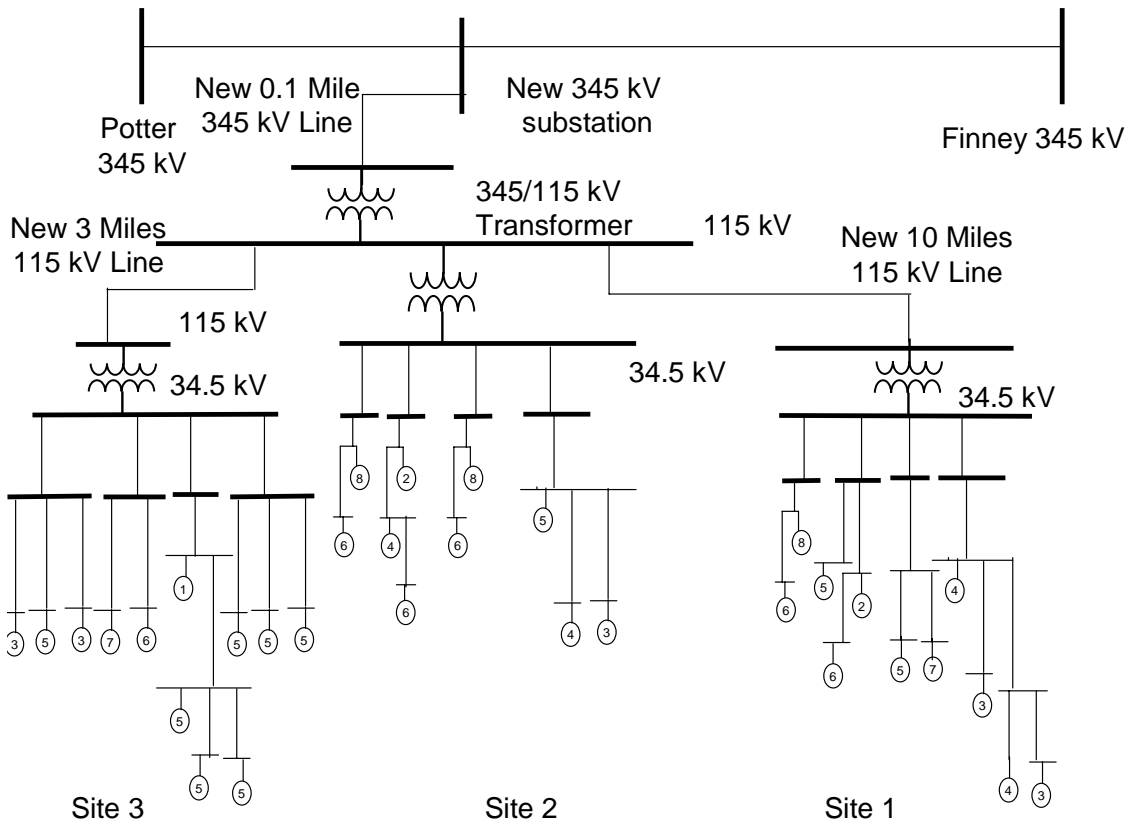 New 0.1 Mile
345 kV Line
New 345 kV
substation
Potter
345 kV
Finney 345 kV
345/115 kV
Transformer
115 kV
New 3 Miles
115 kV Line
New 10 Miles
115 kV Line
115 kV
34.5 kV
34.5 kV
34.5 kV
8
2
8
6
4
6
6
5
4
3
3
5
3
7
6
1
5
5
5
5
5
5
8
6
5
2
6
5
7
4
3
4
3
Site 3
Site 2
Site 1